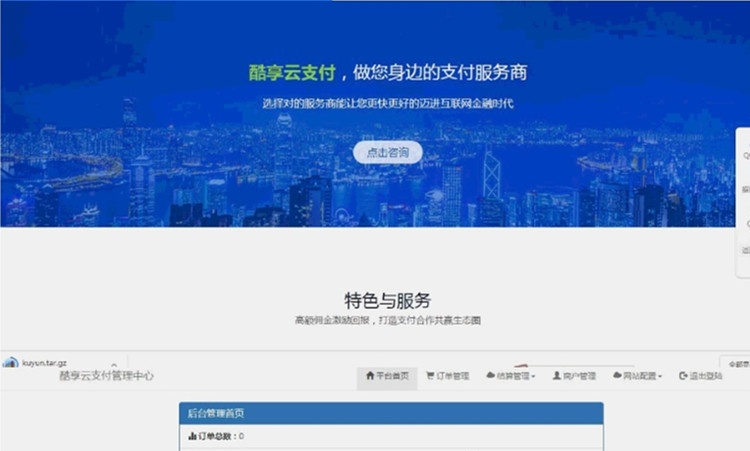 酷享云支付，做您身边的支付服务商
选择对的服务商能让您更快更好的迈进互联网金融时代
点击咨询
特色与服务
高额佣金激励回报，打造支付合作共赢生态圈
kuyun.tar.gz
酷享云支付管理中心
平台首页 订单管理 结算管理 商户管理 网站配置 退出登陆
后台管理首页
订单总数：0